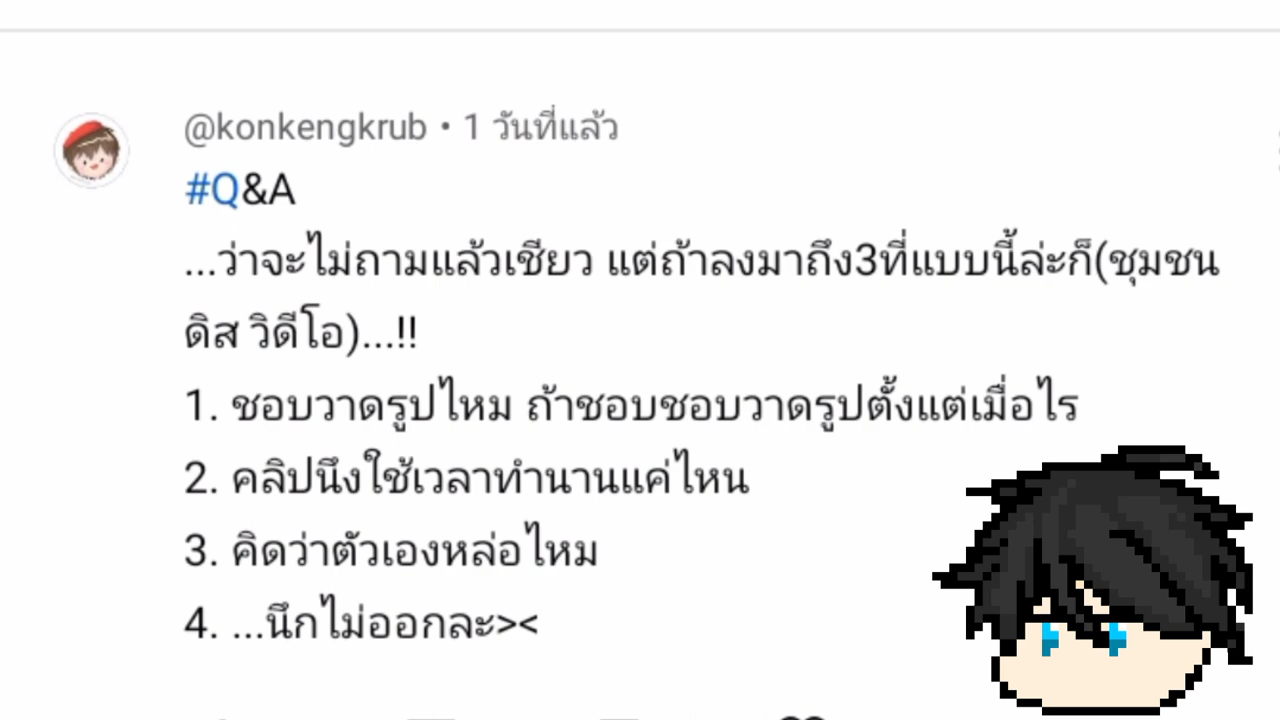 @konkengkrub • 1 วันที่แล้ว
#Q&A
...ว่าจะไม่ถามแล้วเชียว แต่ถ้าลงมาถึง3ที่แบบนี้ล่ะก็(ชุมชน
ดิส วิดีโอ)...!!
1. ชอบวาดรูปไหม ถ้าชอบชอบวาดรูปตั้งแต่เมื่อไร
2. คลิปนึงใช้เวลาทำนานแค่ไหน
3. คิดว่าตัวเองหล่อไหม
4. ...นึกไม่ออกละ><